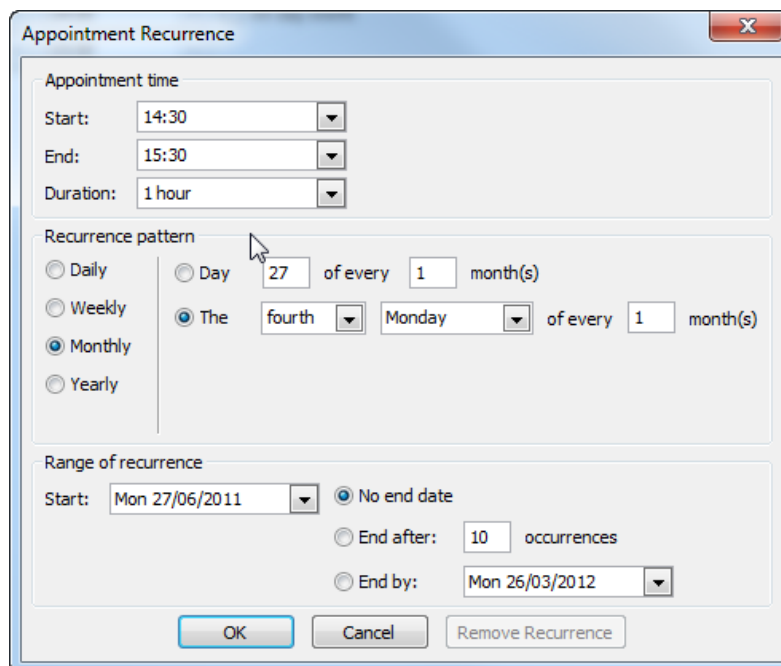 Appointment Recurrence
Appointment time
Start: 14:30
End: 15:30
Duration: 1 hour
Recurrence pattern
Daily
Day 27 of every 1 month(s)
Weekly
The fourth Monday of every 1 month(s)
Monthly
Yearly
Range of recurrence
Start: Mon 27/06/2011 No end date
End after: 10 occurrences
End by: Mon 26/03/2012
OK Cancel Remove Recurrence